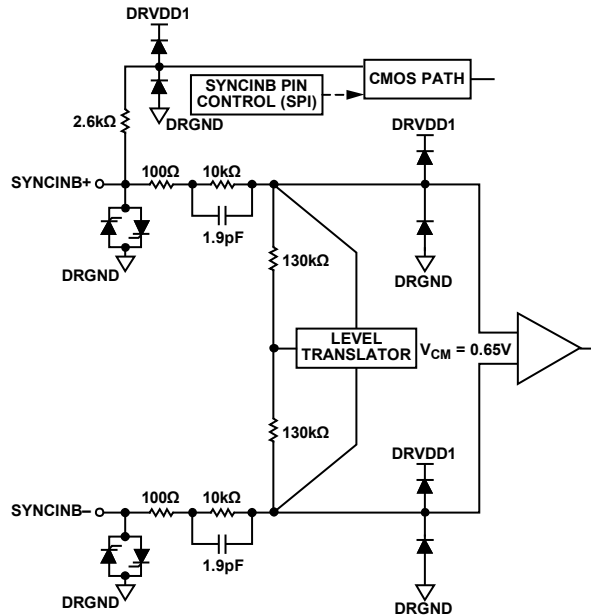 DRVDD1
CMOS PATH
SYNCINB PIN
CONTROL (SPI)
DRGND
2.6kΩ
DRVDD1
SYNCINB+
100Ω
10kΩ
1.9pF
DRGND
130kΩ
DRGND
LEVEL
TRANSLATOR
VCM = 0.65V
130kΩ
DRVDD1
SYNCINB–
100Ω
10kΩ
1.9pF
DRGND
DRGND